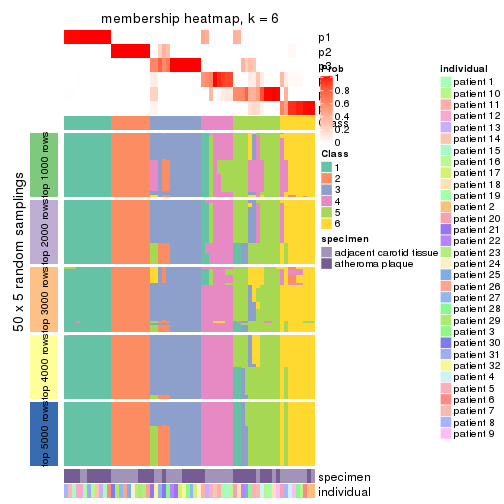 membership heatmap, k = 6
p1
p2
p3
Prob
1
0.8
0.6
0.4
0.2
0
Class
1
2
3
4
5
6
specimen
adjacent carotid tissue
atheroma plaque
individual
patient 1
patient 10
patient 11
patient 12
patient 13
patient 14
patient 15
patient 16
patient 17
patient 18
patient 19
patient 2
patient 20
patient 21
patient 22
patient 23
patient 24
patient 25
patient 26
patient 27
patient 28
patient 29
patient 3
patient 30
patient 31
patient 32
patient 4
patient 5
patient 6
patient 7
patient 8
patient 9
50 x 5 random samplings
top 1000 rows
top 2000 rows
top 3000 rows
top 4000 rows
top 5000 rows
specimen
individual